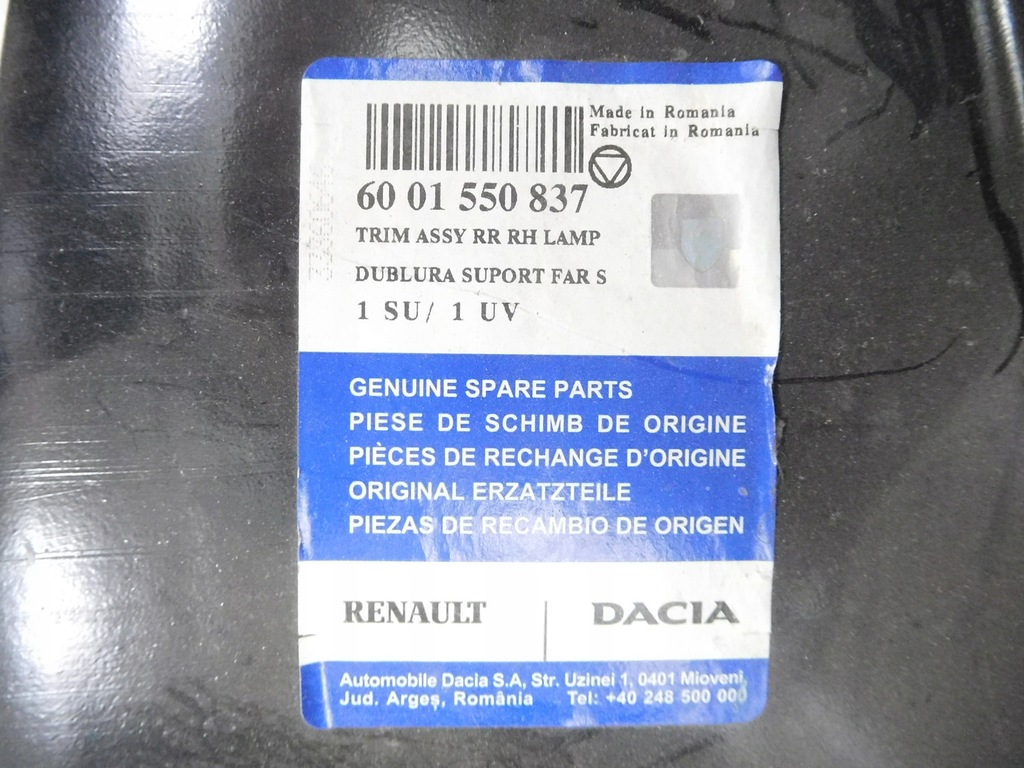 Made in Romania
Fabricat in Romania
60 01 550 837
TRIM ASSY RR RH LAMP
DUBLURA SUPORT FAR S
1 SU/ 1 UV
GENUINE SPARE PARTS
PIESE DE SCHIMB DE ORIGINE
PIÈCES DE RECHANGE D'ORIGINE
ORIGINAL ERZATZTEILE
PIEZAS DE RECAMBIO DE ORIGEN
RENAULT
DACIA
Automobile Dacia S.A, Str. Uzinei 1, 0401 Mioveni,
Jud. Argeș, România Tel: +40 248 500 000